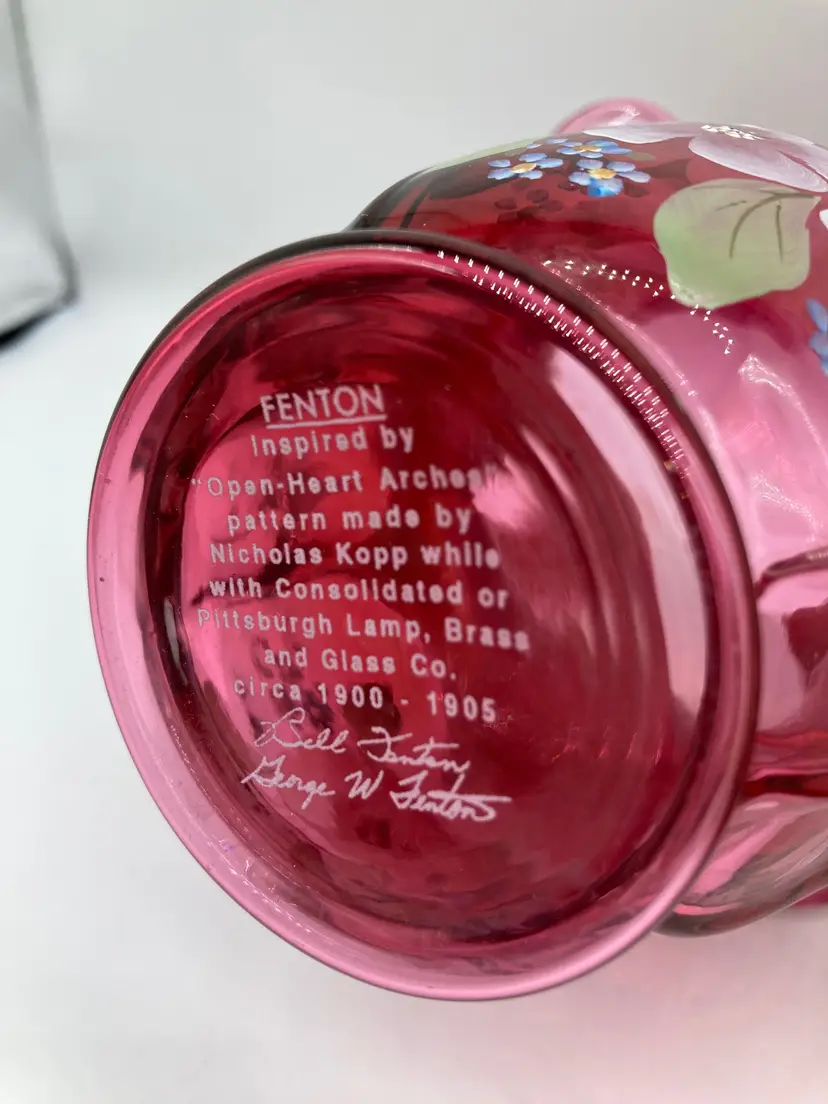 FENTON
Inspired by
"Open-Heart Arches"
pattern made by
Nicholas Kopp while
with Consolidated or
Pittsburgh Lamp, Brass
and Glass Co.
circa 1900 - 1905
Bill Fenton
George W Fenton